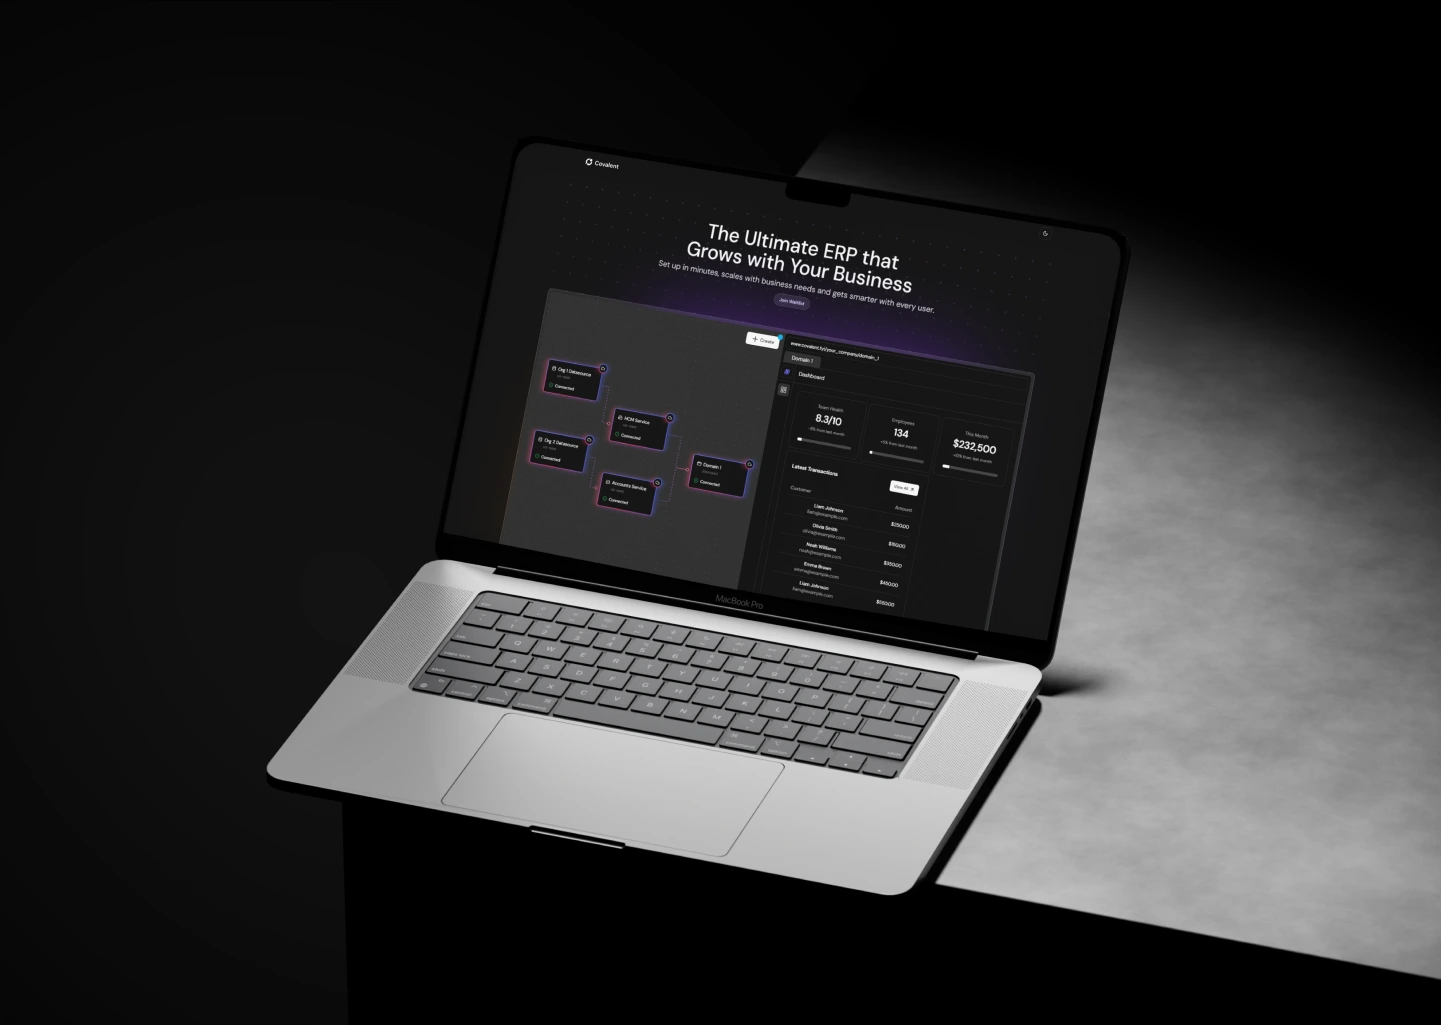 Covalent
The Ultimate ERP that
Grows with Your Business
Set up in minutes, scales with business needs and gets smarter with every user.
Join Waitlist
Create
Org 1 Datasource
Connected
HCM Service
Connected
Org 2 Datasource
Connected
Accounts Service
Connected
Domain 1
Connected
www.covalent.fyi/your_company/domain_1
Domain 1
Dashboard
Team Health
8.3/10
Employees
134
This Month
$232,500
Latest Transactions
View All
Customer
Amount
Liam Johnson
liam@example.com
$250.00
Olivia Smith
olivia@example.com
$150.00
Noah Williams
noah@example.com
$350.00
Emma Brown
emma@example.com
$450.00
Liam Johnson
liam@example.com
$550.00
MacBook Pro
Q W E R T Y U I O P
A S D F G H J K L
Z X C V B N M